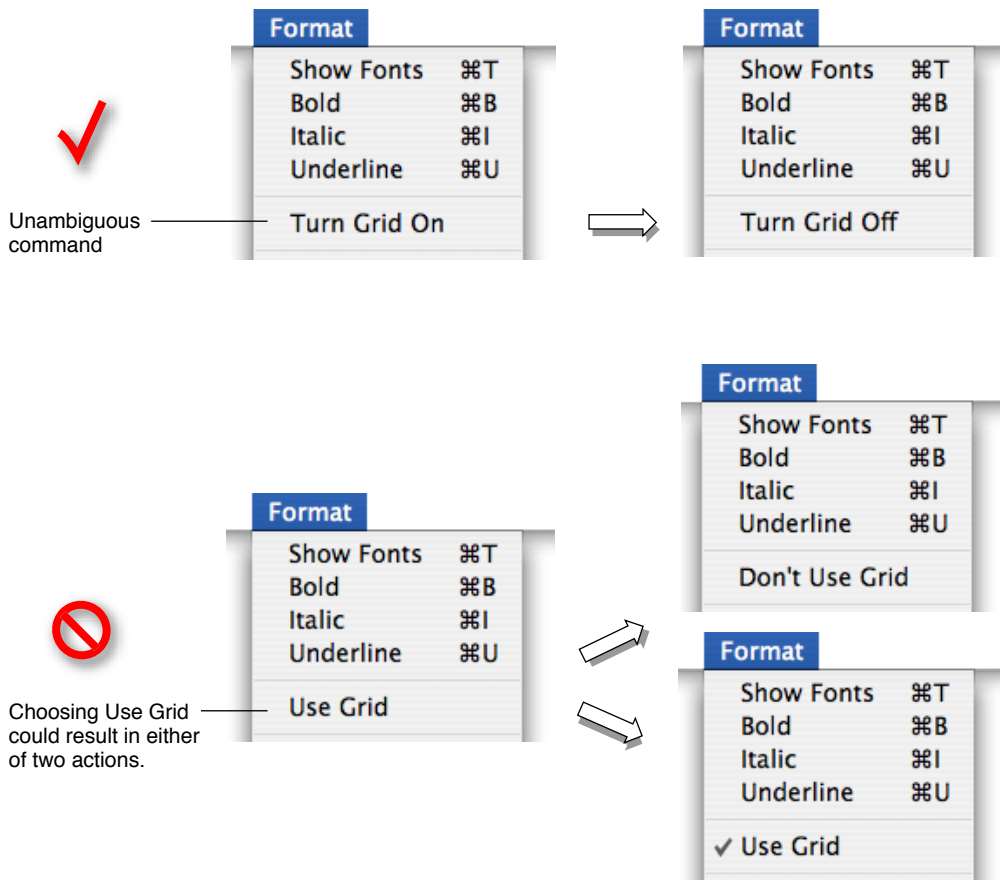 Format
Show Fonts ⌘T
Bold ⌘B
Italic ⌘I
Underline ⌘U
Turn Grid On
Unambiguous
command
Format
Show Fonts ⌘T
Bold ⌘B
Italic ⌘I
Underline ⌘U
Turn Grid Off
Format
Show Fonts ⌘T
Bold ⌘B
Italic ⌘I
Underline ⌘U
Use Grid
Choosing Use Grid
could result in either
of two actions.
Format
Show Fonts ⌘T
Bold ⌘B
Italic ⌘I
Underline ⌘U
Don't Use Grid
Format
Show Fonts ⌘T
Bold ⌘B
Italic ⌘I
Underline ⌘U
✓ Use Grid